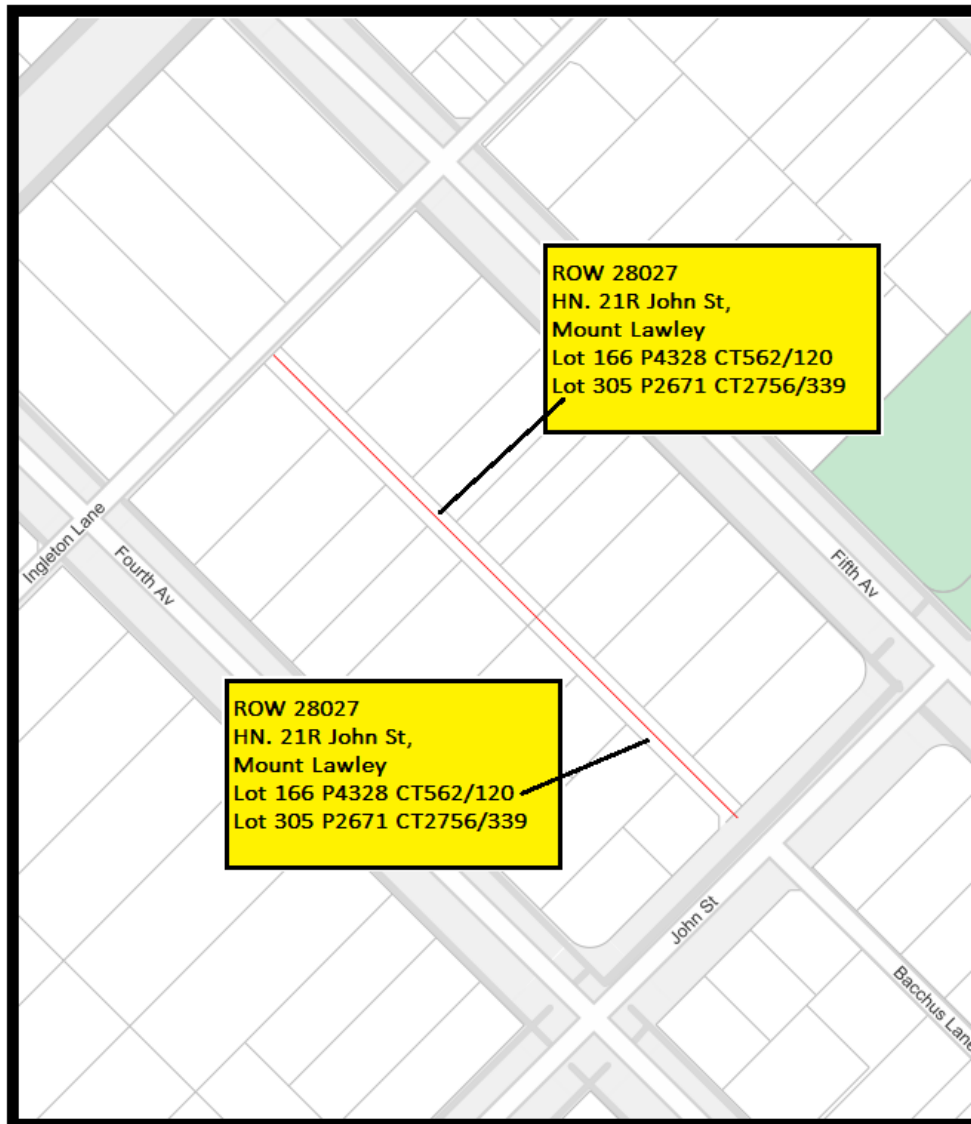 ROW 28027
HN. 21R John St,
Mount Lawley
Lot 166 P4328 CT562/120
Lot 305 P2671 CT2756/339
Ingleton Lane
Fourth Av
Fifth Av
ROW 28027
HN. 21R John St,
Mount Lawley
Lot 166 P4328 CT562/120
Lot 305 P2671 CT2756/339
John St
Bacchus Lane